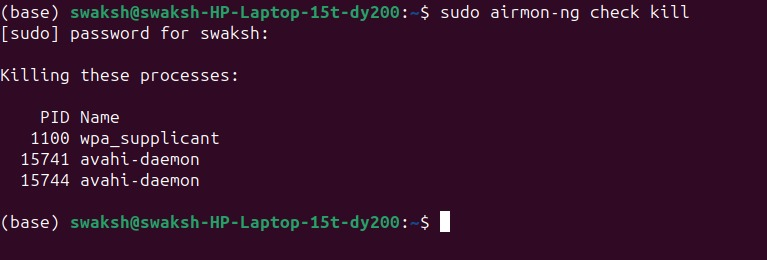 (base) swaksh@swaksh-HP-Laptop-15t-dy200:~$ sudo airmon-ng check kill
[sudo] password for swaksh:
Killing these processes:
PID Name
1100 wpa_supplicant
15741 avahi-daemon
15744 avahi-daemon
(base) swaksh@swaksh-HP-Laptop-15t-dy200:~$